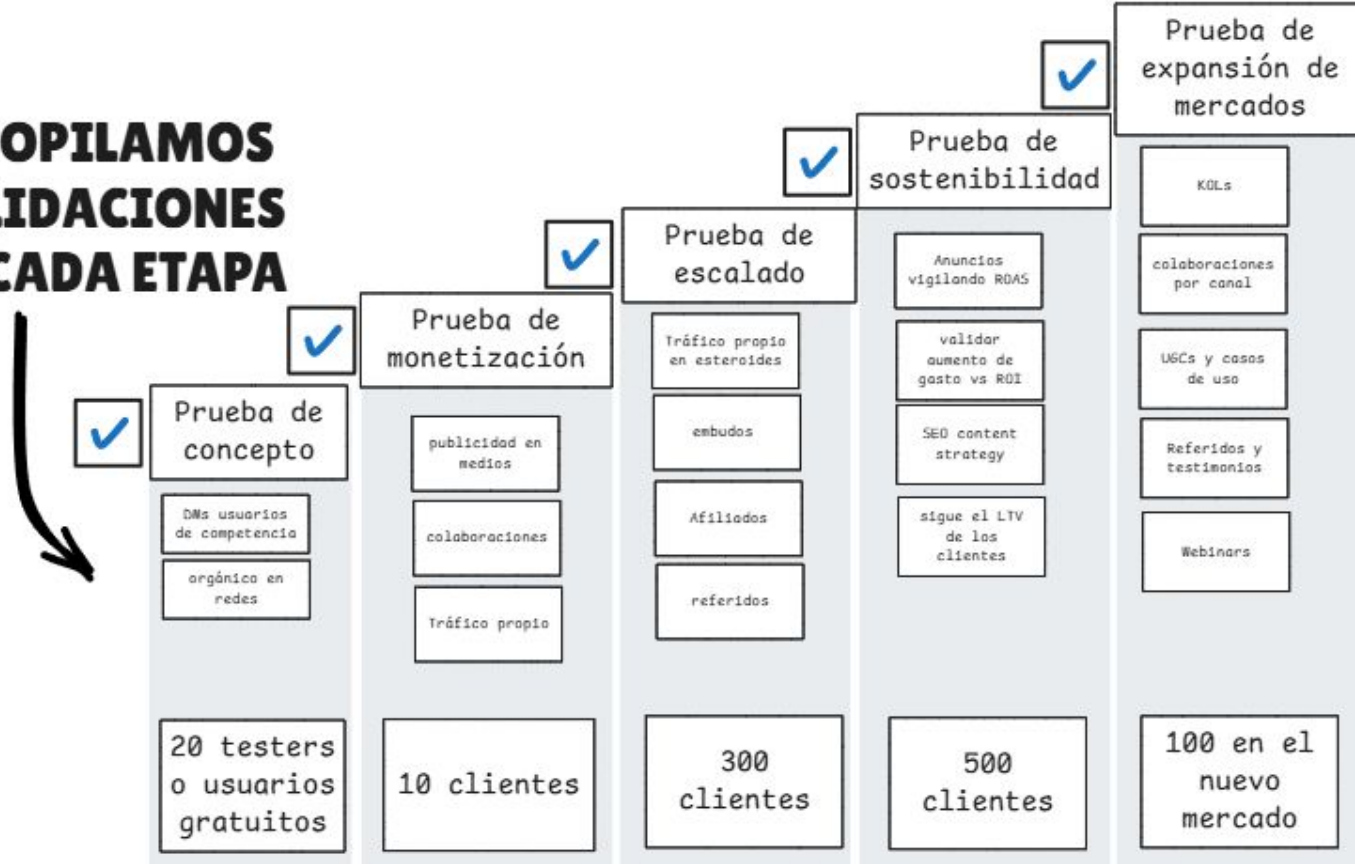 OPILAMOS
LIDACIONES
CADA ETAPA
Prueba de
concepto
DMs usuarios
de competencia
orgánico en
redes
20 testers
o usuarios
gratuitos
Prueba de
monetización
publicidad en
medios
colaboraciones
Tráfico propio
10 clientes
Prueba de
escalado
Tráfico propio
en esteroides
embudos
Afiliados
referidos
300
clientes
Prueba de
sostenibilidad
Anuncios
vigilando ROAS
validar
aumento de
gasto vs ROI
SEO content
strategy
sigue el LTV
de los
clientes
500
clientes
Prueba de
expansión de
mercados
KOLs
colaboraciones
por canal
UGCs y casos
de uso
Referidos y
testimonios
Webinars
100 en el
nuevo
mercado